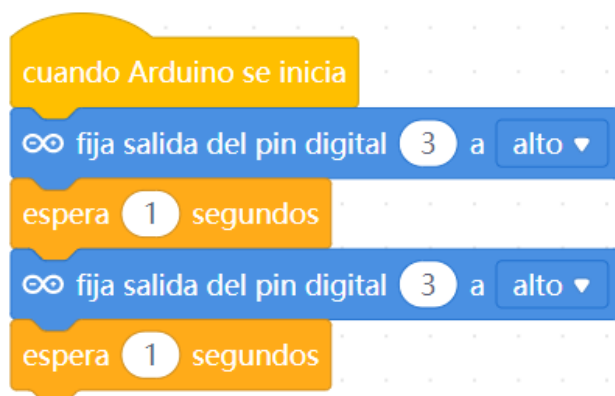 cuando Arduino se inicia
fija salida del pin digital 3 a alto
espera 1 segundos
fija salida del pin digital 3 a alto
espera 1 segundos